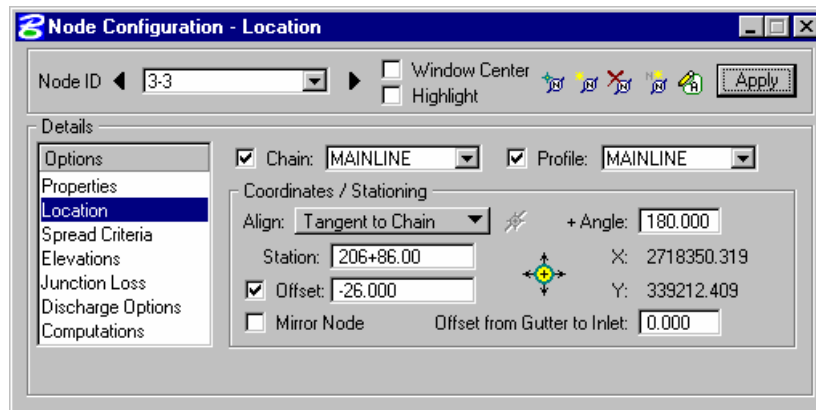 Node Configuration - Location
Node ID 3-3 Window Center Apply
Highlight
Details
Options Chain: MAINLINE Profile: MAINLINE
Properties
Location
Spread Criteria
Elevations
Junction Loss
Discharge Options
Computations
Coordinates / Stationing
Align: Tangent to Chain + Angle: 180.000
Station: 206+86.00 X: 2718350.319
Offset: -26.000 Y: 339212.409
Mirror Node Offset from Gutter to Inlet: 0.000